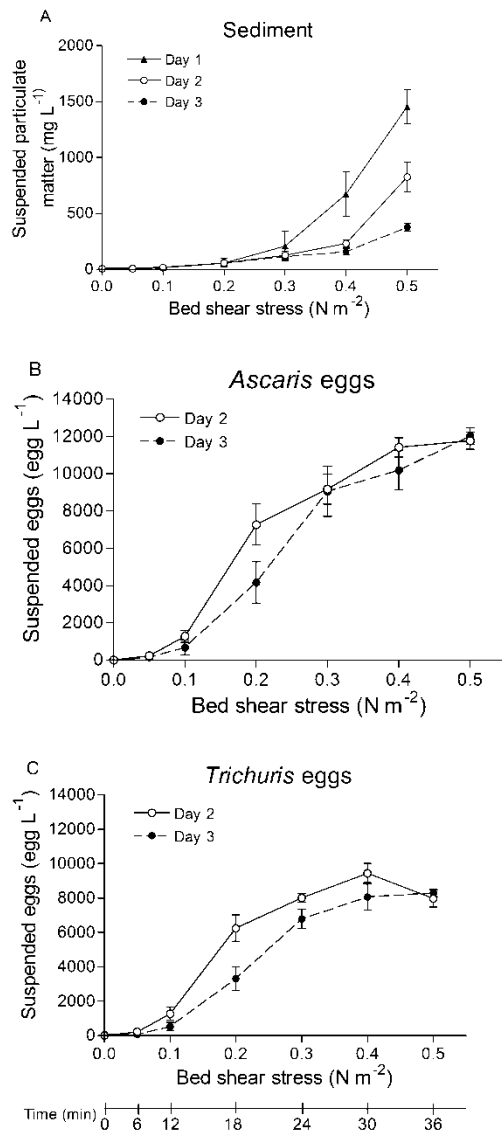 A
Sediment
2000
1500
1000
500
0
Suspended particulate
matter (mg L⁻¹)
Day 1
Day 2
Day 3
0.0 0.1 0.2 0.3 0.4 0.5
Bed shear stress (N m⁻²)
B
Ascaris eggs
14000
12000
10000
8000
6000
4000
2000
0
Suspended eggs (egg L⁻¹)
Day 2
Day 3
0.0 0.1 0.2 0.3 0.4 0.5
Bed shear stress (N m⁻²)
C
Trichuris eggs
14000
12000
10000
8000
6000
4000
2000
0
Suspended eggs (egg L⁻¹)
Day 2
Day 3
0.0 0.1 0.2 0.3 0.4 0.5
Bed shear stress (N m⁻²)
Time (min)
0 6 12 18 24 30 36